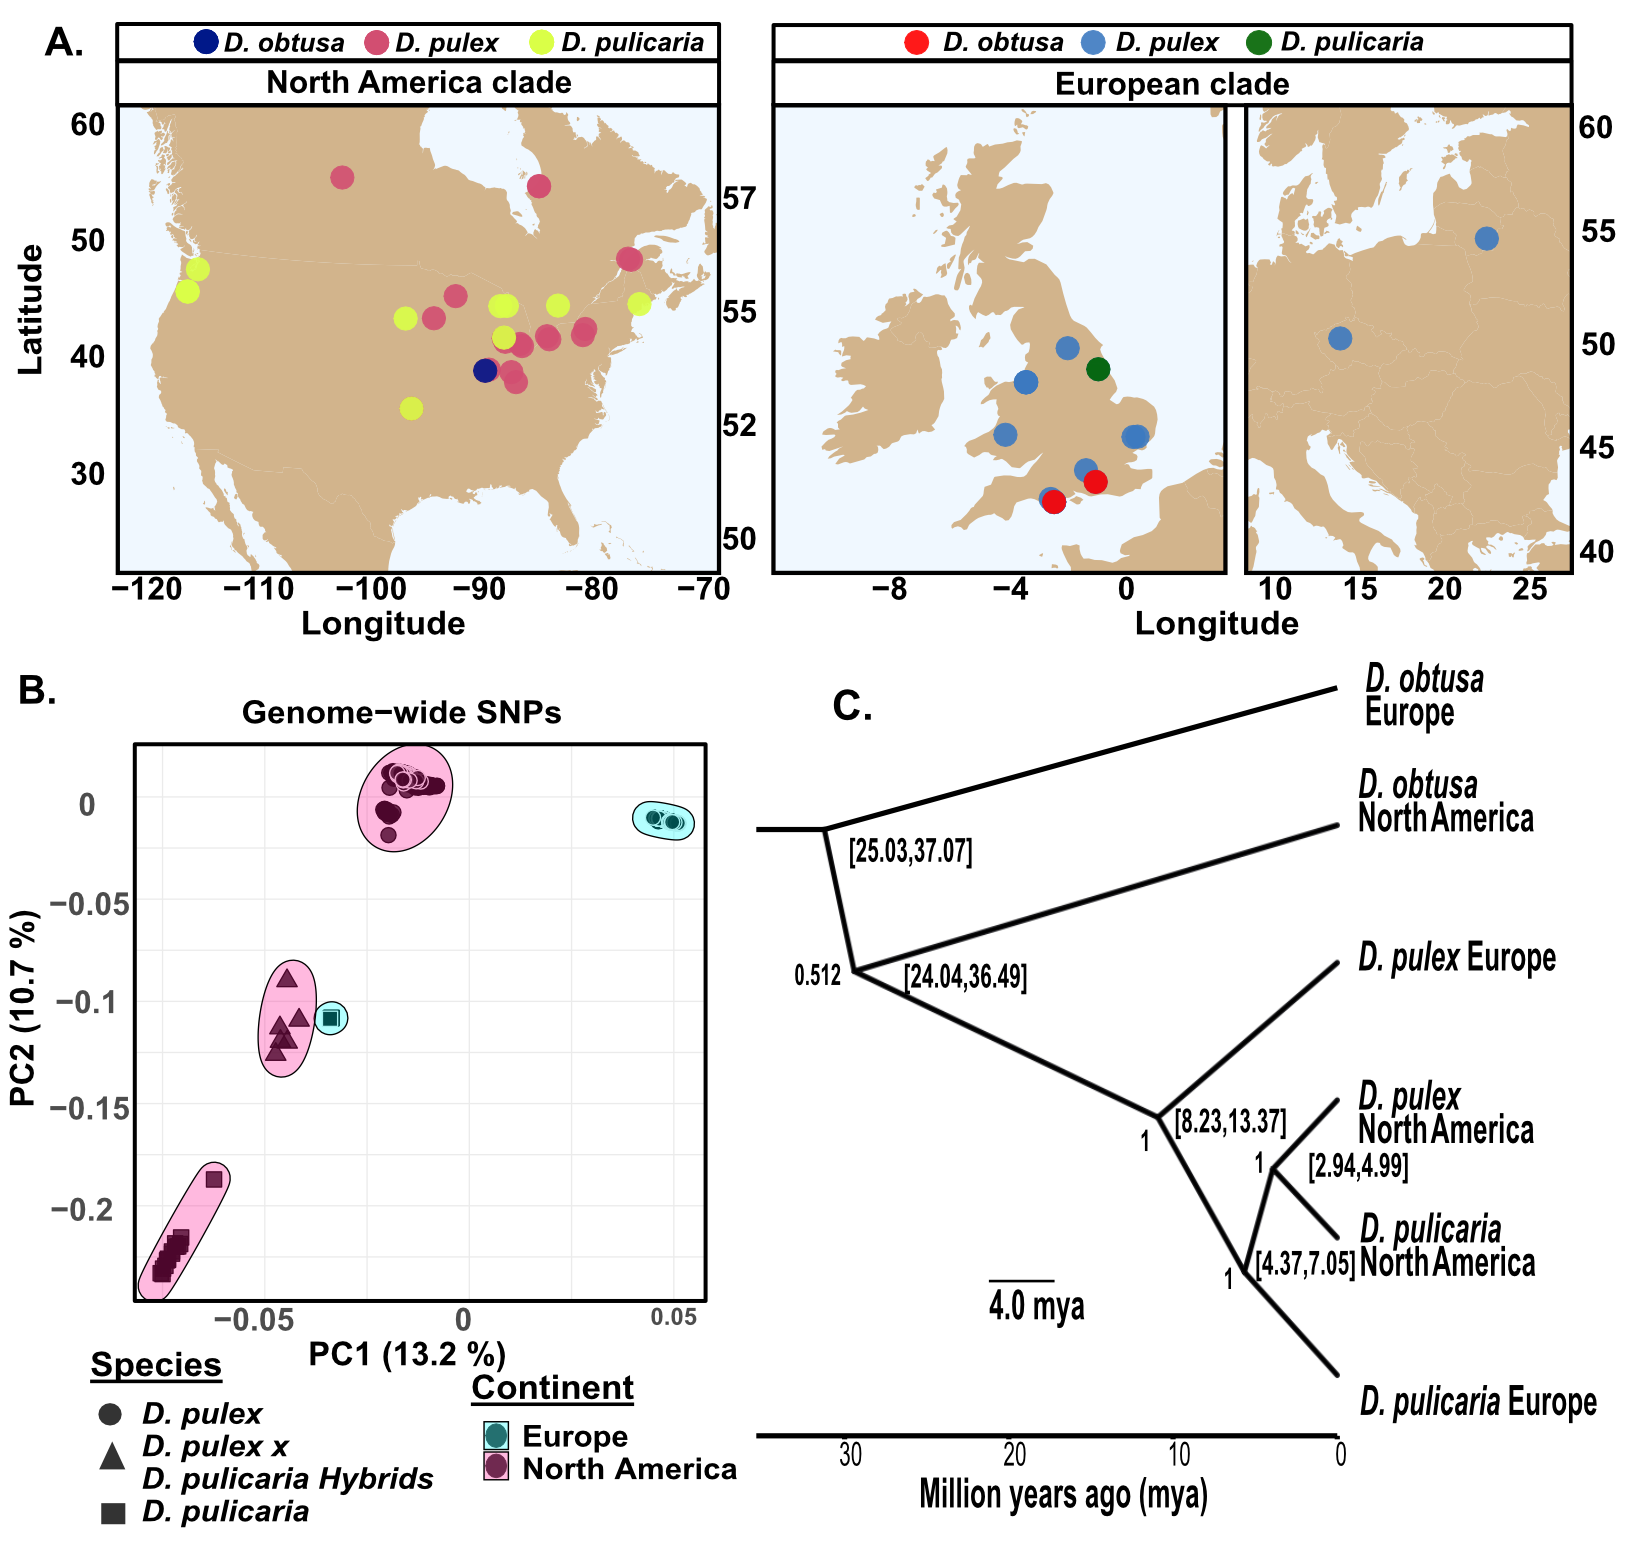 A.
D. obtusa D. pulex D. pulicaria
North America clade
D. obtusa D. pulex D. pulicaria
European clade
Latitude
60
50
40
30
57
55
52
50
60
55
50
45
40
−120 −110 −100 −90 −80 −70
Longitude
−8 −4 0 10 15 20 25
Longitude
B.
Genome−wide SNPs
PC2 (10.7 %)
0
−0.05
−0.1
−0.15
−0.2
−0.05 0 0.05
PC1 (13.2 %)
Species
D. pulex
D. pulex x
D. pulicaria Hybrids
D. pulicaria
Continent
Europe
North America
C.
D. obtusa
Europe
D. obtusa
North America
[25.03,37.07]
0.512
[24.04,36.49]
D. pulex Europe
1
[8.23,13.37]
D. pulex
North America
1
[2.94,4.99]
D. pulicaria
North America
1
[4.37,7.05]
D. pulicaria Europe
4.0 mya
30 20 10 0
Million years ago (mya)